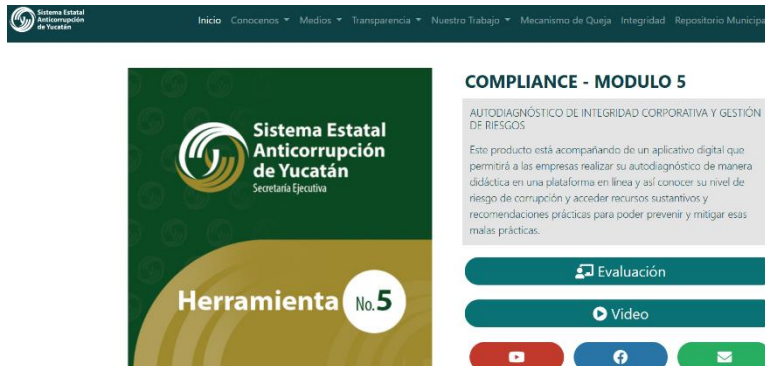 Sistema Estatal
Anticorrupción
de Yucatán
Inicio Conocenos Medios Transparencia Nuestro Trabajo Mecanismo de Queja Integridad Repositorio Municipa
Sistema Estatal
Anticorrupción
de Yucatán
Secretaría Ejecutiva
Herramienta No. 5
COMPLIANCE - MODULO 5
AUTODIAGNÓSTICO DE INTEGRIDAD CORPORATIVA Y GESTIÓN
DE RIESGOS
Este producto está acompañando de un aplicativo digital que
permitirá a las empresas realizar su autodiagnóstico de manera
didáctica en una plataforma en línea y así conocer su nivel de
riesgo de corrupción y acceder recursos sustantivos y
recomendaciones prácticas para poder prevenir y mitigar esas
malas prácticas.
Evaluación
Video